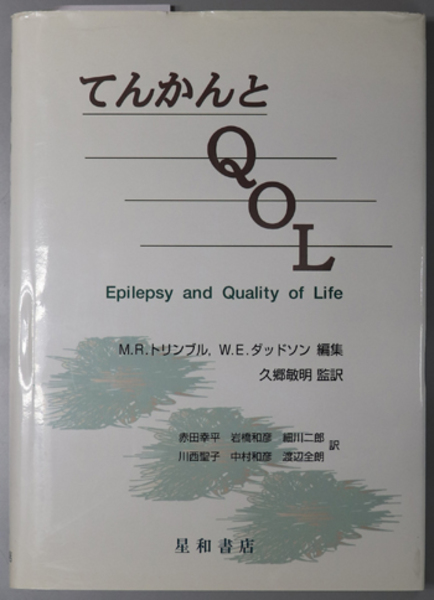 てんかんと
QOL
Epilepsy and Quality of Life
M.R.トリンブル, W.E.ダッドソン 編集
久郷敏明 監訳
赤田幸平 岩橋和彦 細川二郎
川西聖子 中村和彦 渡辺全朗 訳
星和書店